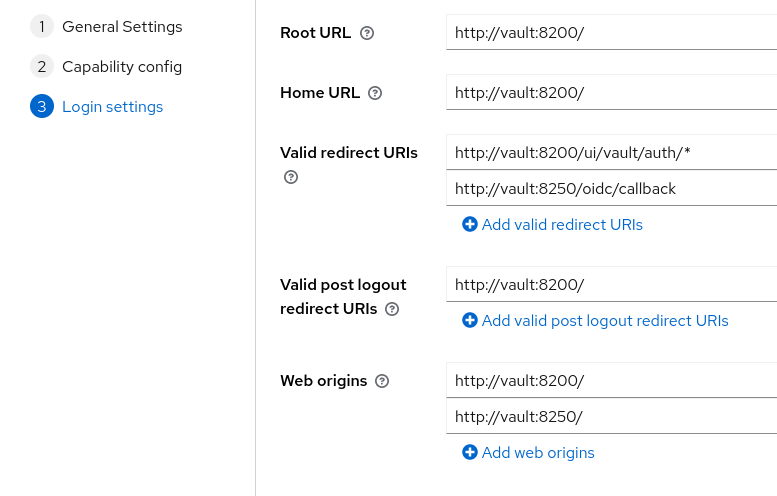 1 General Settings
2 Capability config
3 Login settings
Root URL
http://vault:8200/
Home URL
http://vault:8200/
Valid redirect URIs
http://vault:8200/ui/vault/auth/*
http://vault:8250/oidc/callback
Add valid redirect URIs
Valid post logout
redirect URIs
http://vault:8200/
Add valid post logout redirect URIs
Web origins
http://vault:8200/
http://vault:8250/
Add web origins